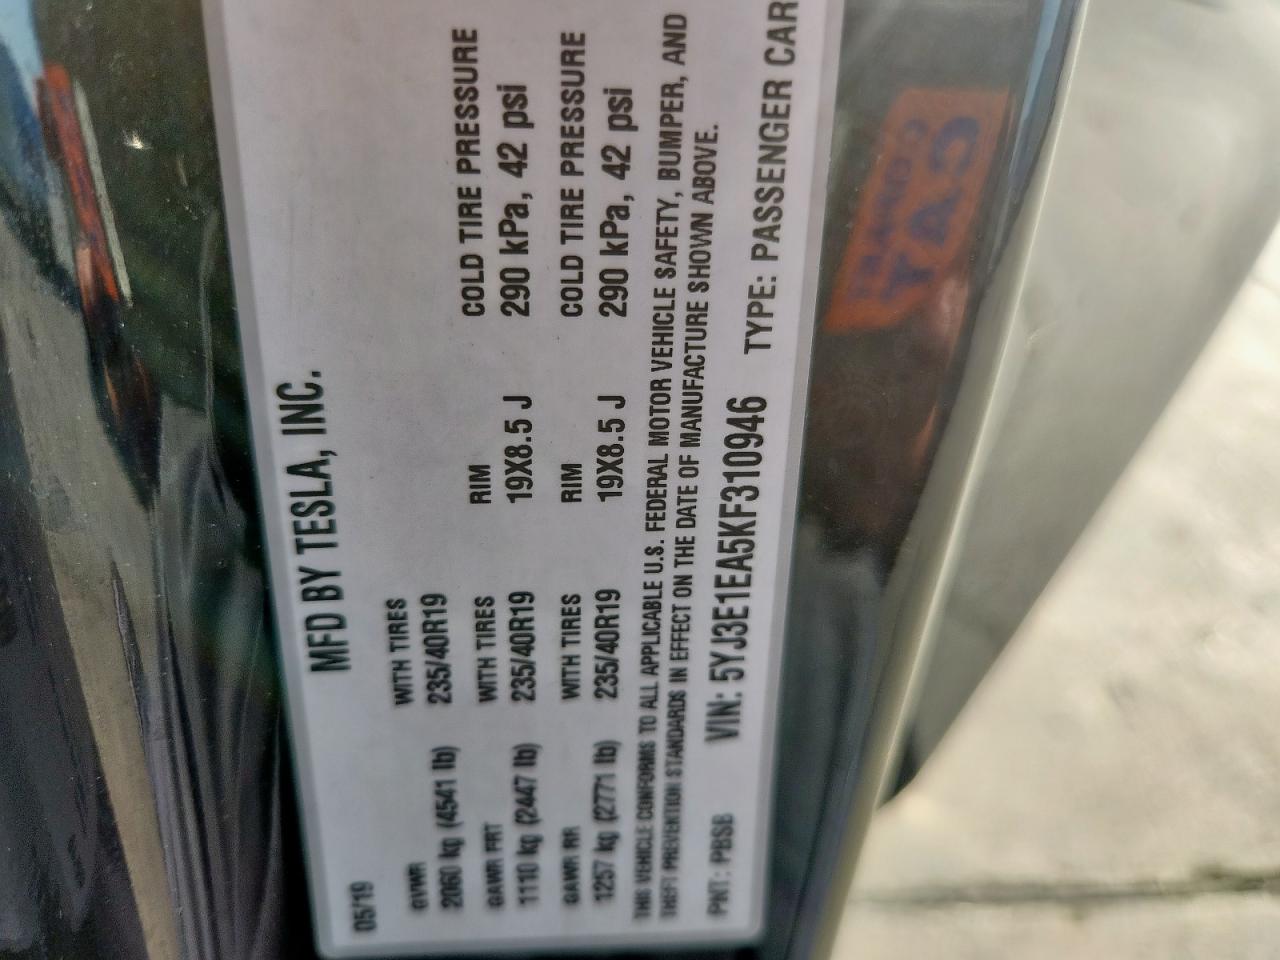 MFD BY TESLA, INC.
05/19
GVWR WITH TIRES
2060 kg (4541 lb) 235/40R19
GAWR FRT WITH TIRES RIM COLD TIRE PRESSURE
1110 kg (2447 lb) 235/40R19 19X8.5 J 290 kPa, 42 psi
GAWR RR WITH TIRES RIM COLD TIRE PRESSURE
1257 kg (2771 lb) 235/40R19 19X8.5 J 290 kPa, 42 psi
THIS VEHICLE CONFORMS TO ALL APPLICABLE U.S. FEDERAL MOTOR VEHICLE SAFETY, BUMPER, AND
THEFT PREVENTION STANDARDS IN EFFECT ON THE DATE OF MANUFACTURE SHOWN ABOVE.
PNT: PBSB VIN: 5YJ3E1EA5KF310946 TYPE: PASSENGER CAR